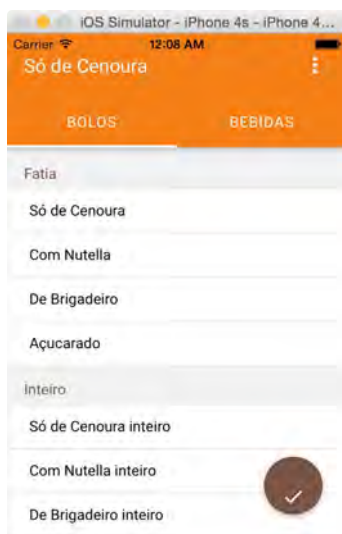 iOS Simulator - iPhone 4s - iPhone 4...
Carrier 12:08 AM
Só de Cenoura
BOLOS BEBIDAS
Fatia
Só de Cenoura
Com Nutella
De Brigadeiro
Açucarado
Inteiro
Só de Cenoura inteiro
Com Nutella inteiro
De Brigadeiro inteiro